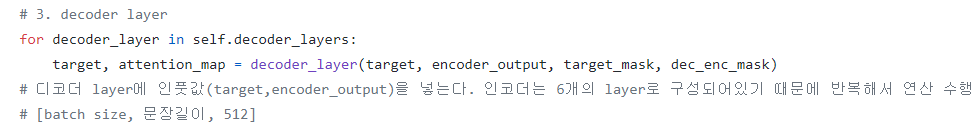 # 3. decoder layer
for decoder_layer in self.decoder_layers:
    target, attention_map = decoder_layer(target, encoder_output, target_mask, dec_enc_mask)
# 디코더 layer에 인풋값(target,encoder_output)을 넣는다. 인코더는 6개의 layer로 구성되어있기 때문에 반복해서 연산 수행
# [batch size, 문장길이, 512]